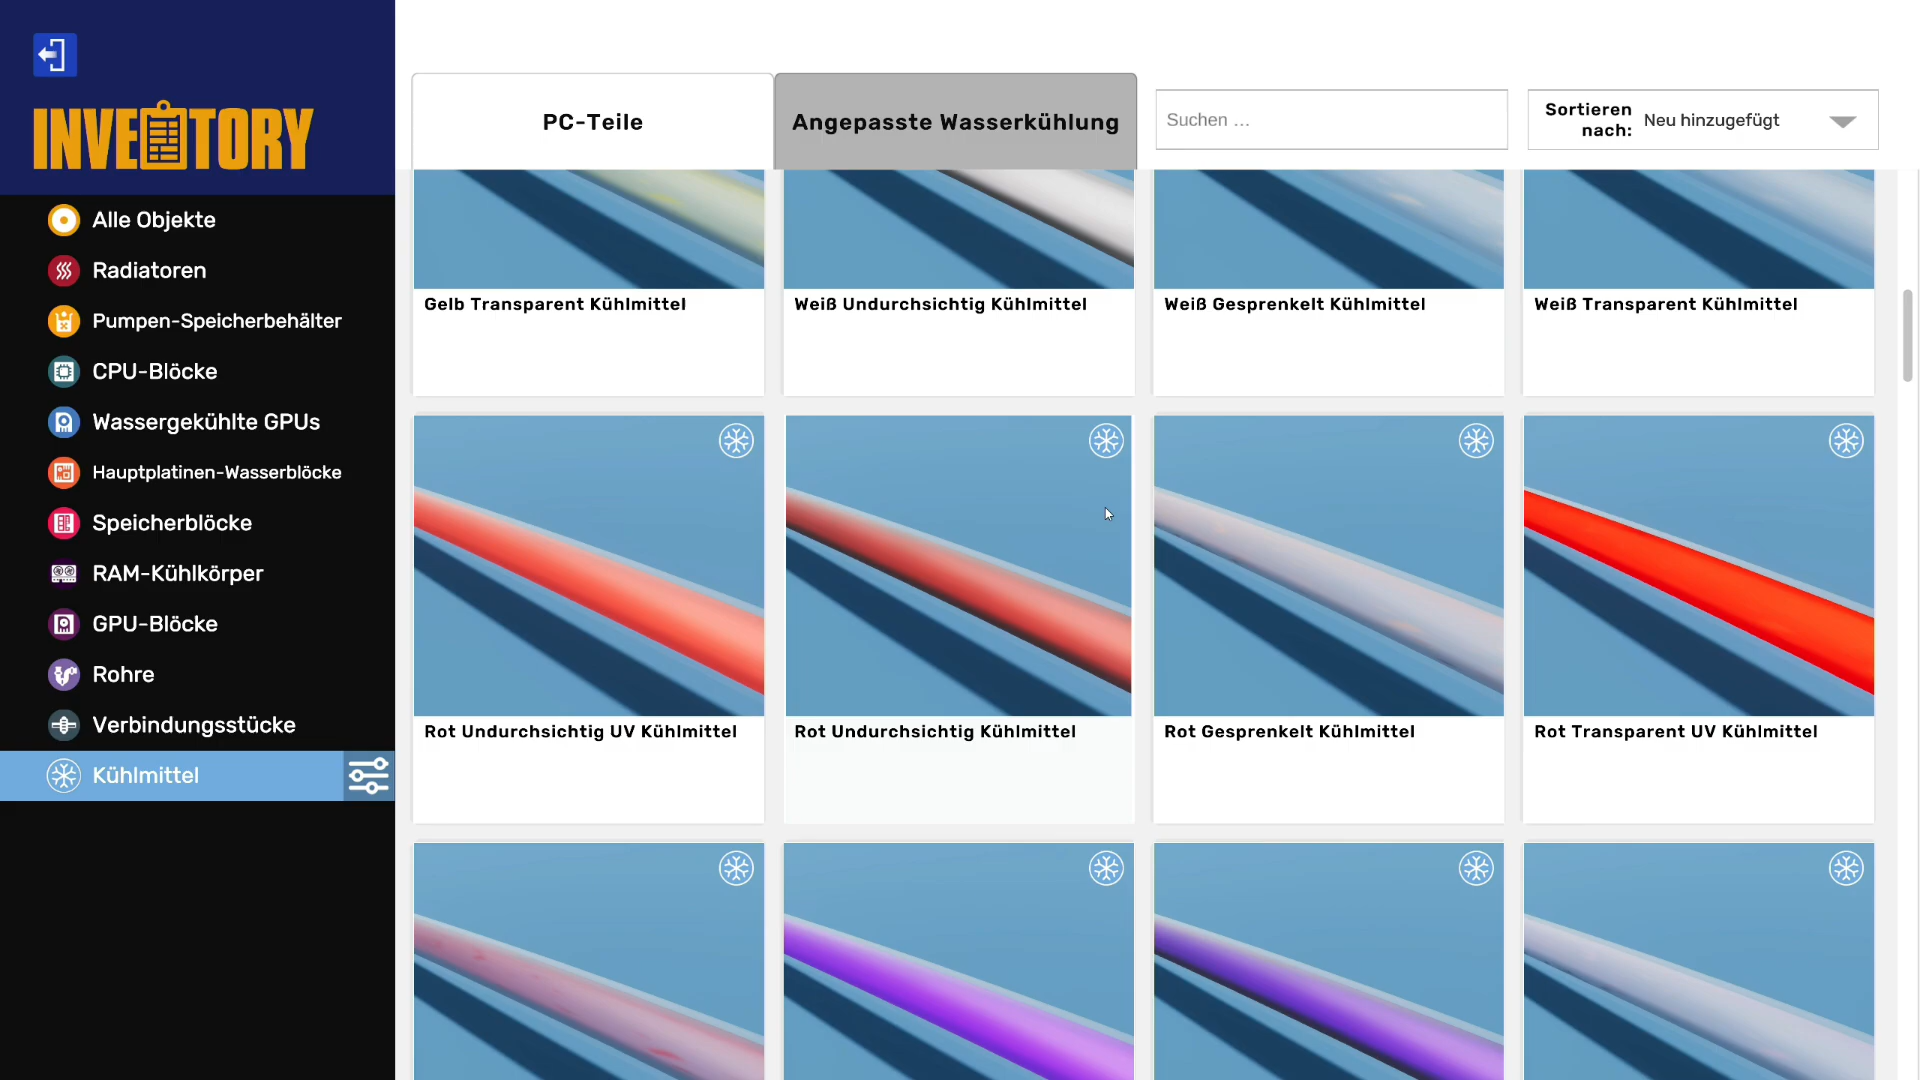 INVENTORY
PC-Teile
Angepasste Wasserkühlung
Suchen ...
Sortieren
nach:
Neu hinzugefügt
Alle Objekte
Radiatoren
Pumpen-Speicherbehälter
CPU-Blöcke
Wassergekühlte GPUs
Hauptplatinen-Wasserblöcke
Speicherblöcke
RAM-Kühlkörper
GPU-Blöcke
Rohre
Verbindungsstücke
Kühlmittel
Gelb Transparent Kühlmittel
Weiß Undurchsichtig Kühlmittel
Weiß Gesprenkelt Kühlmittel
Weiß Transparent Kühlmittel
Rot Undurchsichtig UV Kühlmittel
Rot Undurchsichtig Kühlmittel
Rot Gesprenkelt Kühlmittel
Rot Transparent UV Kühlmittel